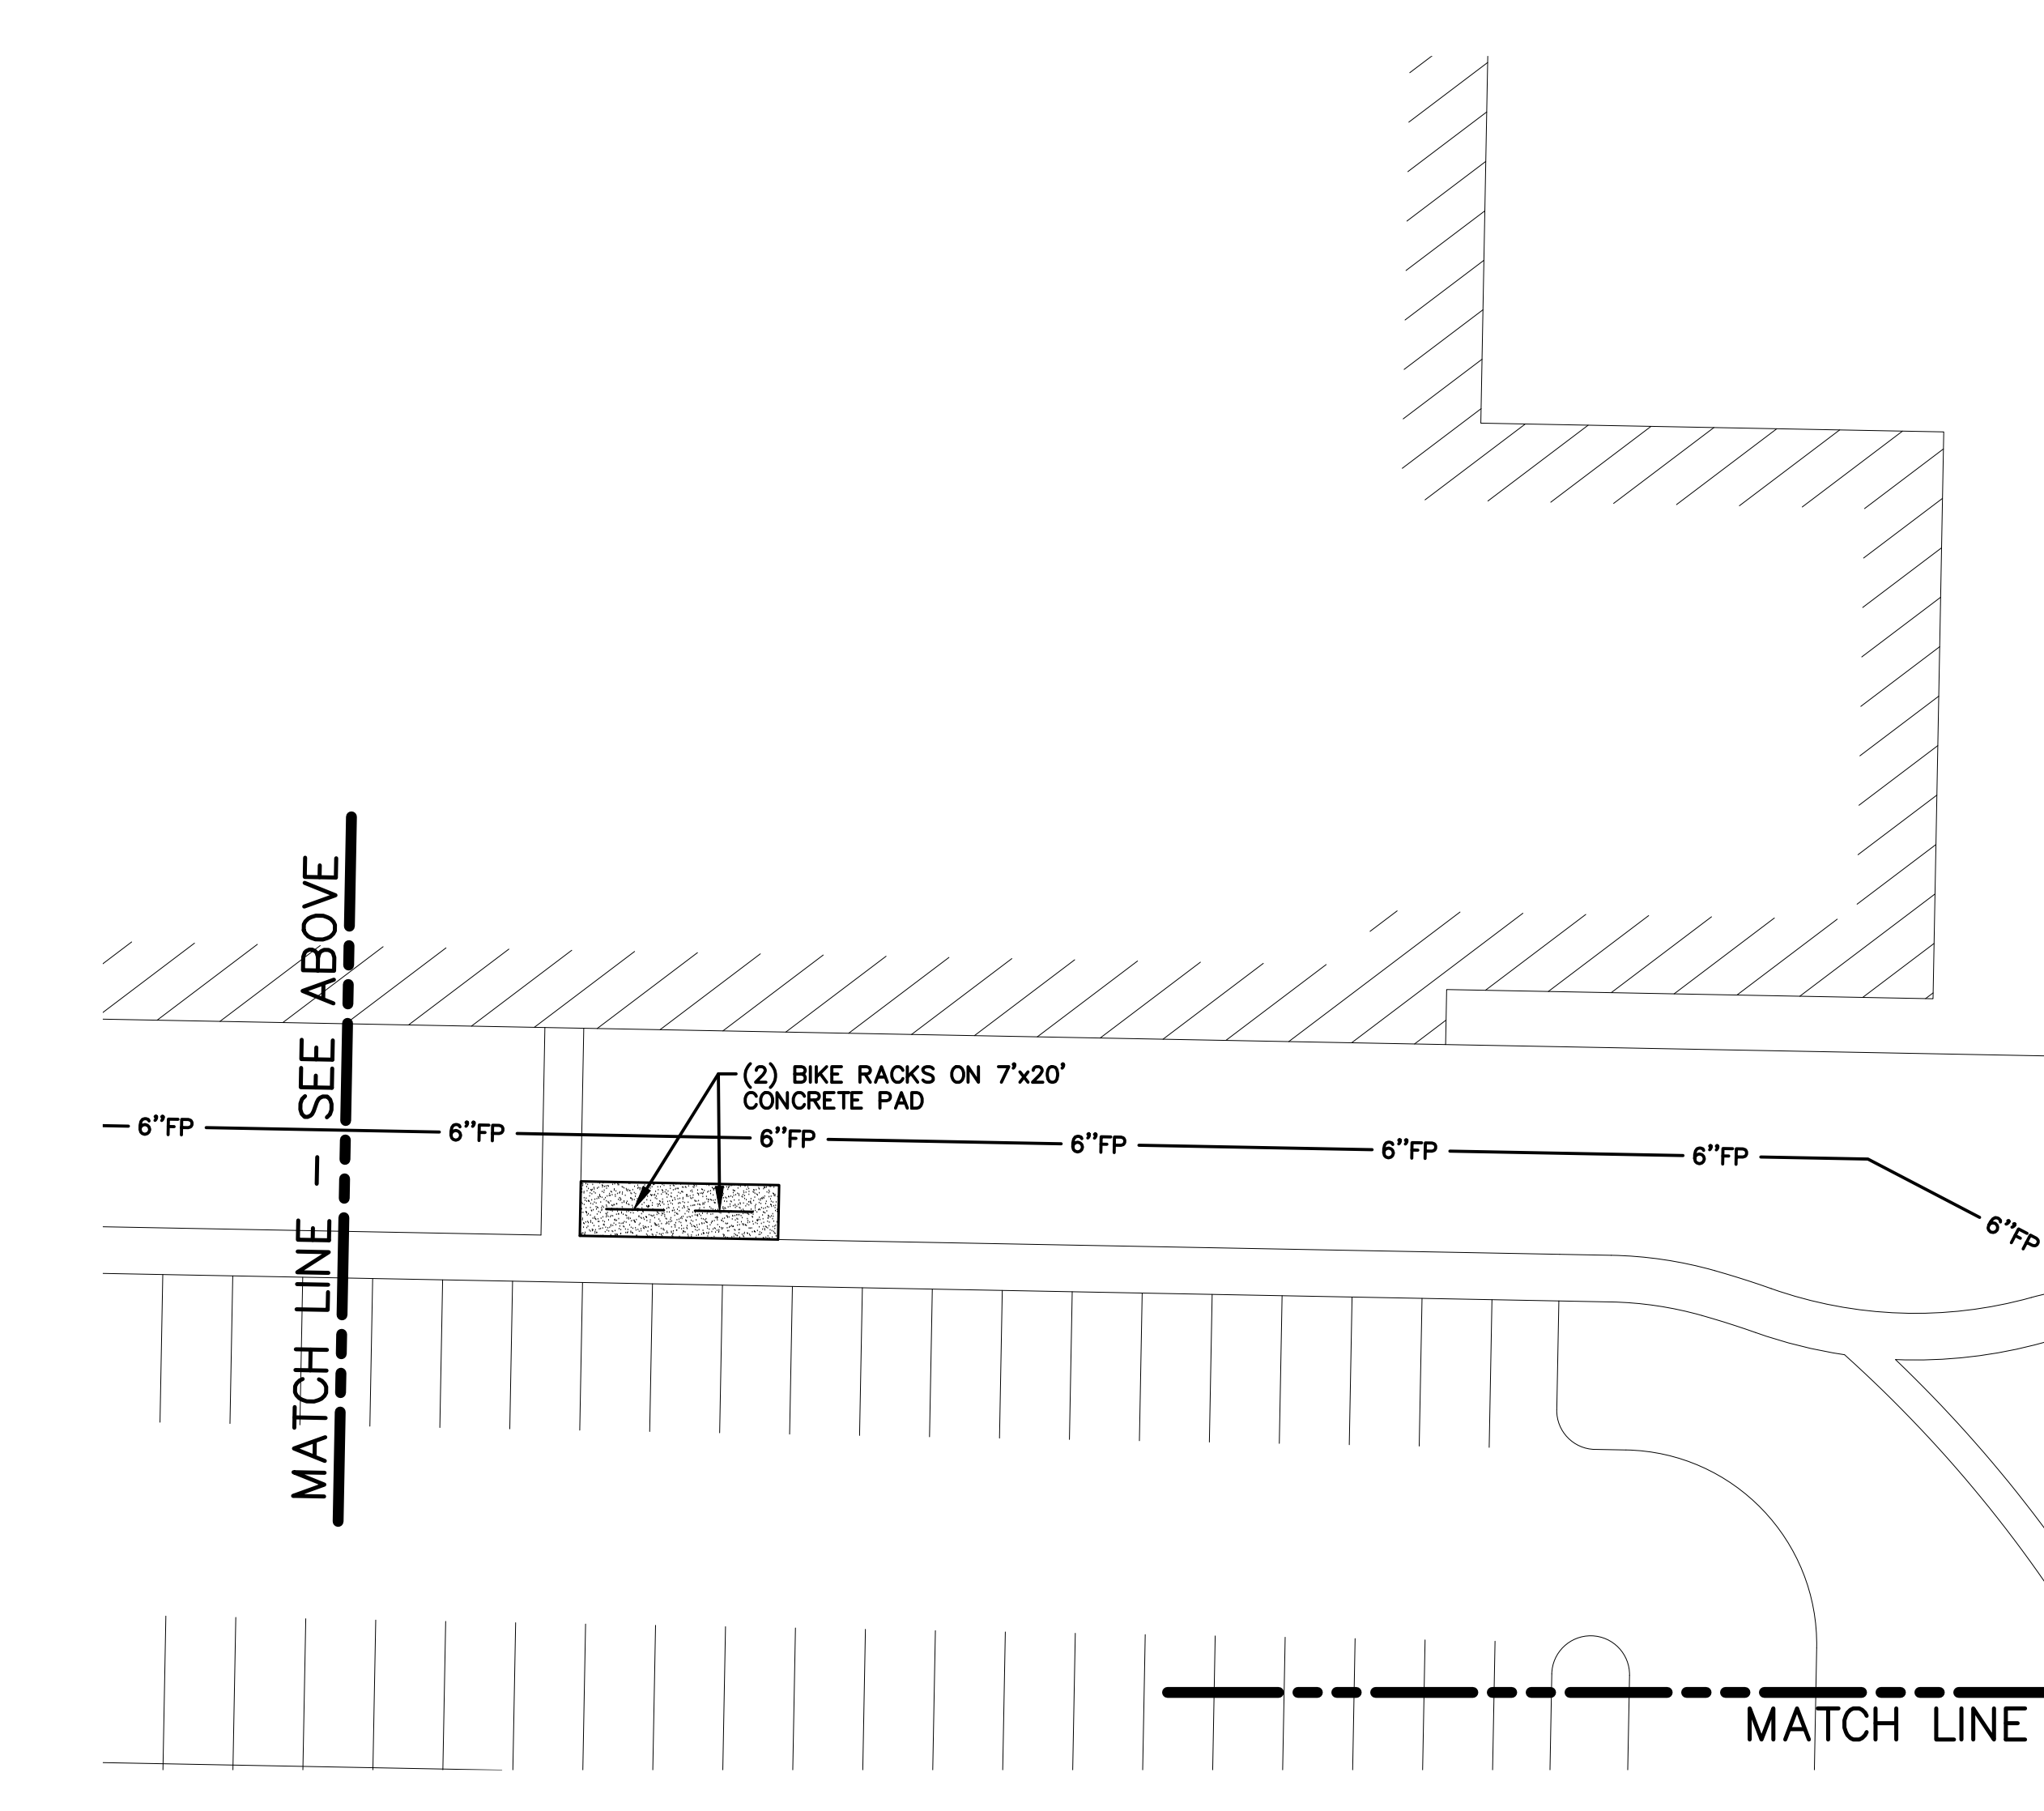 MATCH LINE - SEE ABOVE
(2) BIKE RACKS ON 7'x20'
CONCRETE PAD
6"FP
6"FP
6"FP
6"FP
6"FP
6"FP
6"FP
MATCH LINE